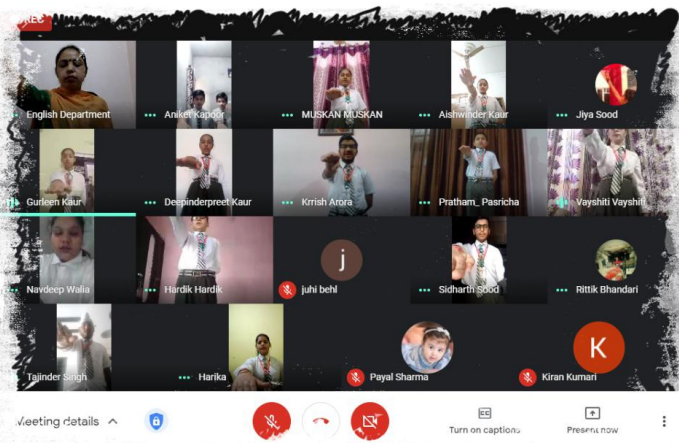 REC
English Department
Aniket Kapoor
MUSKAN MUSKAN
Aishwinder Kaur
Jiya Sood
Gurleen Kaur
Deepinderpreet Kaur
Krrish Arora
Pratham_ Pasricha
Vayshiti Vayshiti
Navdeep Walia
Hardik Hardik
j
juhi behl
Sidharth Sood
Rittik Bhandari
Tajinder Singh
Harika
Payal Sharma
K
Kiran Kumari
Meeting details
CC
Turn on captions
Present now